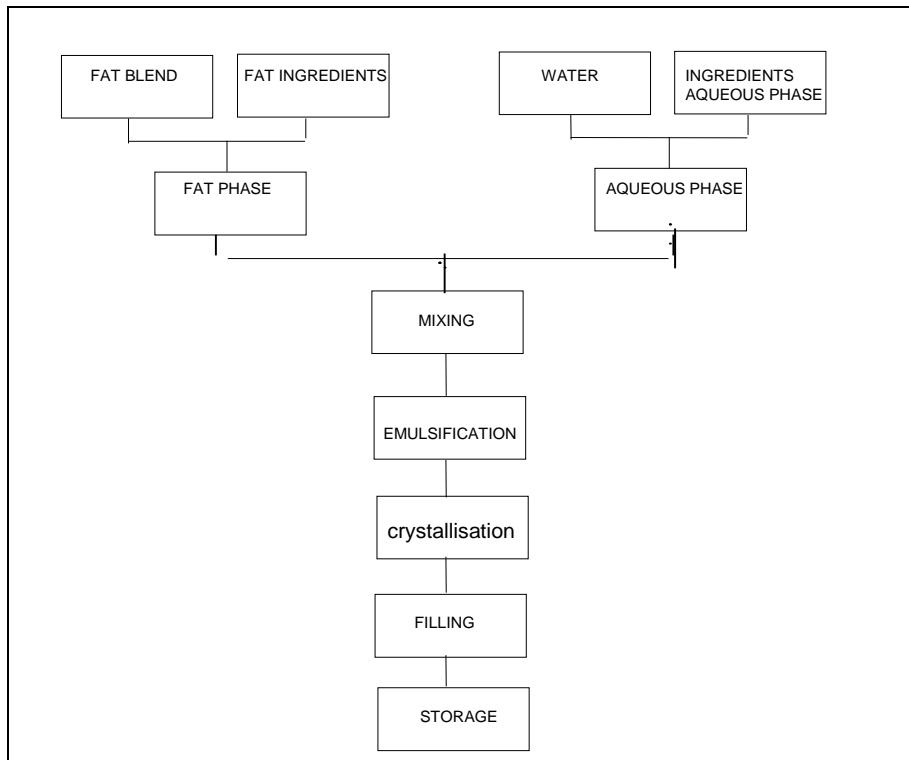 FAT BLEND
FAT INGREDIENTS
WATER
INGREDIENTS
AQUEOUS PHASE
FAT PHASE
AQUEOUS PHASE
MIXING
EMULSIFICATION
crystallisation
FILLING
STORAGE